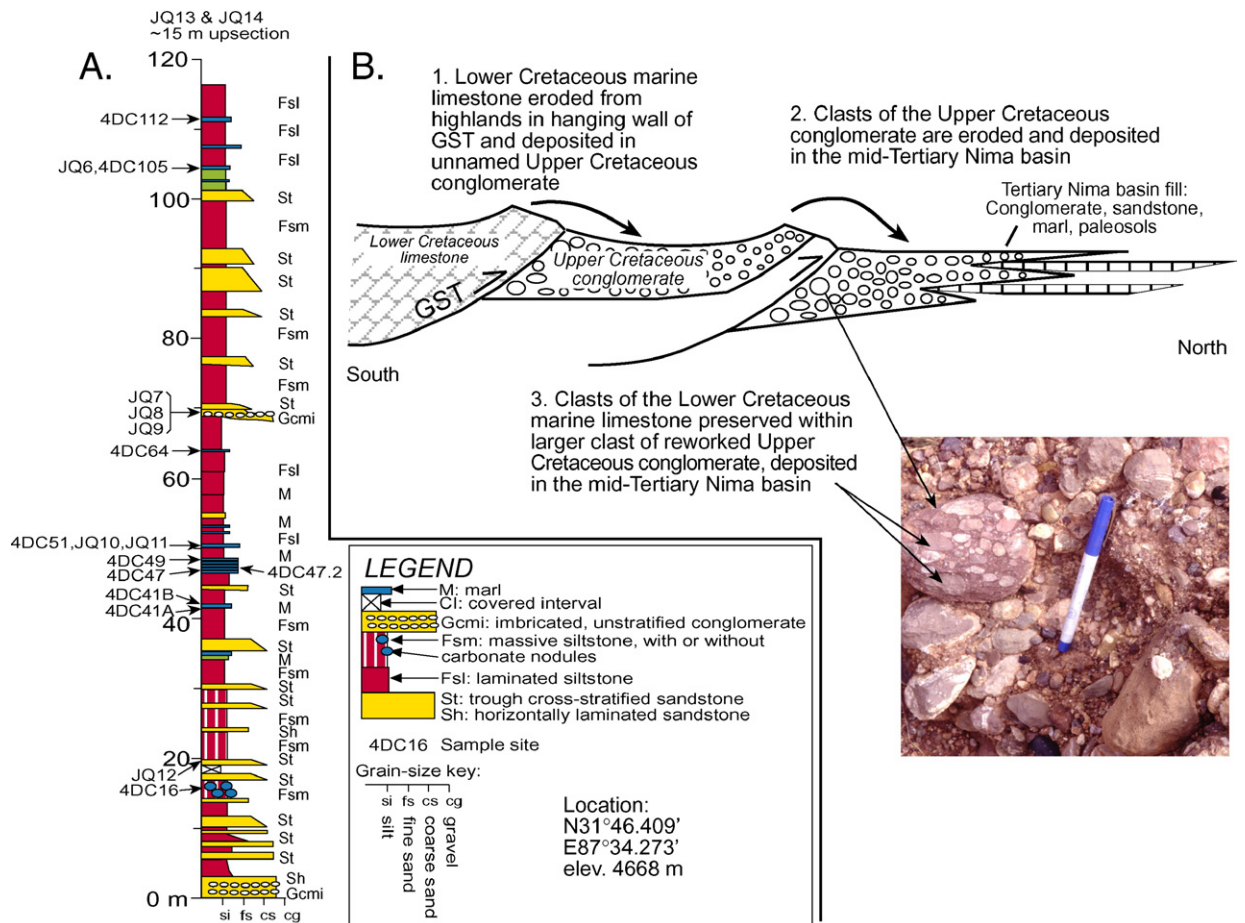 JQ13 & JQ14
~15 m upsection
A.
120
Fsl
4DC112
Fsl
JQ6,4DC105
Fsl
100
St
Fsm
St
St
St
80
Fsm
St
Fsm
JQ7
JQ8
JQ9
St
Gcmi
4DC64
60
Fsl
M
4DC51,JQ10,JQ11
Fsl
M
4DC49
4DC47
4DC47.2
4DC41B
St
4DC41A
M
40
Fsm
St
M
Fsm
St
St
Fsm
Sh
Fsm
20
St
JQ12
St
4DC16
Fsm
St
St
St
Sh
0 m
Gcmi
si fs cs cg
B.
1. Lower Cretaceous marine
limestone eroded from
highlands in hanging wall of
GST and deposited in
unnamed Upper Cretaceous
conglomerate
2. Clasts of the Upper Cretaceous
conglomerate are eroded and deposited
in the mid-Tertiary Nima basin
Tertiary Nima basin fill:
Conglomerate, sandstone,
marl, paleosols
Lower Cretaceous
limestone
Upper Cretaceous
conglomerate
GST
South
North
3. Clasts of the Lower Cretaceous
marine limestone preserved within
larger clast of reworked Upper
Cretaceous conglomerate, deposited
in the mid-Tertiary Nima basin
LEGEND
M: marl
CI: covered interval
Gcmi: imbricated, unstratified conglomerate
Fsm: massive siltstone, with or without
carbonate nodules
Fsl: laminated siltstone
St: trough cross-stratified sandstone
Sh: horizontally laminated sandstone
4DC16 Sample site
Grain-size key:
si fs cs cg
silt
fine sand
coarse sand
gravel
Location:
N31°46.409'
E87°34.273'
elev. 4668 m